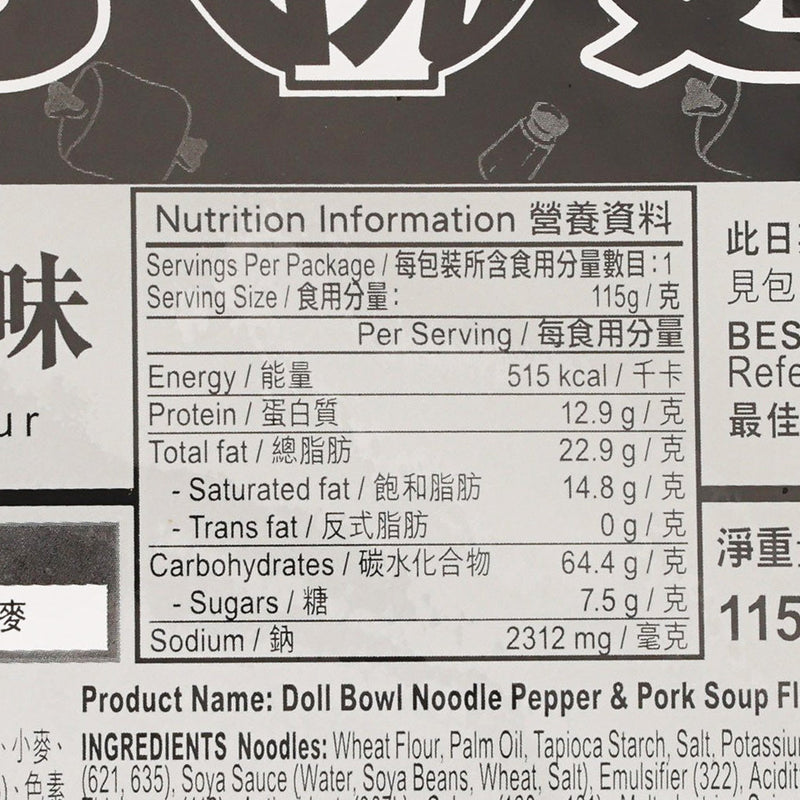 Nutrition Information 營養資料
Servings Per Package / 每包裝所含食用分量數目：1
Serving Size / 食用分量： 115g / 克
Per Serving / 每食用分量
Energy / 能量 515 kcal / 千卡
Protein / 蛋白質 12.9 g / 克
Total fat / 總脂肪 22.9 g / 克
- Saturated fat / 飽和脂肪 14.8 g / 克
- Trans fat / 反式脂肪 0 g / 克
Carbohydrates / 碳水化合物 64.4 g / 克
- Sugars / 糖 7.5 g / 克
Sodium / 鈉 2312 mg / 毫克
味
ur
麥
此日
見包
BES
Refe
最佳
淨重
115
Product Name: Doll Bowl Noodle Pepper & Pork Soup Fl
、小麥、
INGREDIENTS Noodles: Wheat Flour, Palm Oil, Tapioca Starch, Salt, Potassium
)、色素
(621, 635), Soya Sauce (Water, Soya Beans, Wheat, Salt), Emulsifier (322), Acidit